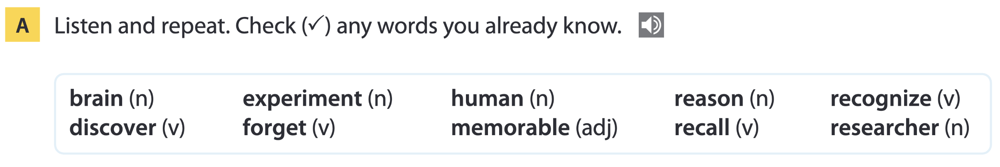 A Listen and repeat. Check (✓) any words you already know.
brain (n) experiment (n) human (n) reason (n) recognize (v)
discover (v) forget (v) memorable (adj) recall (v) researcher (n)